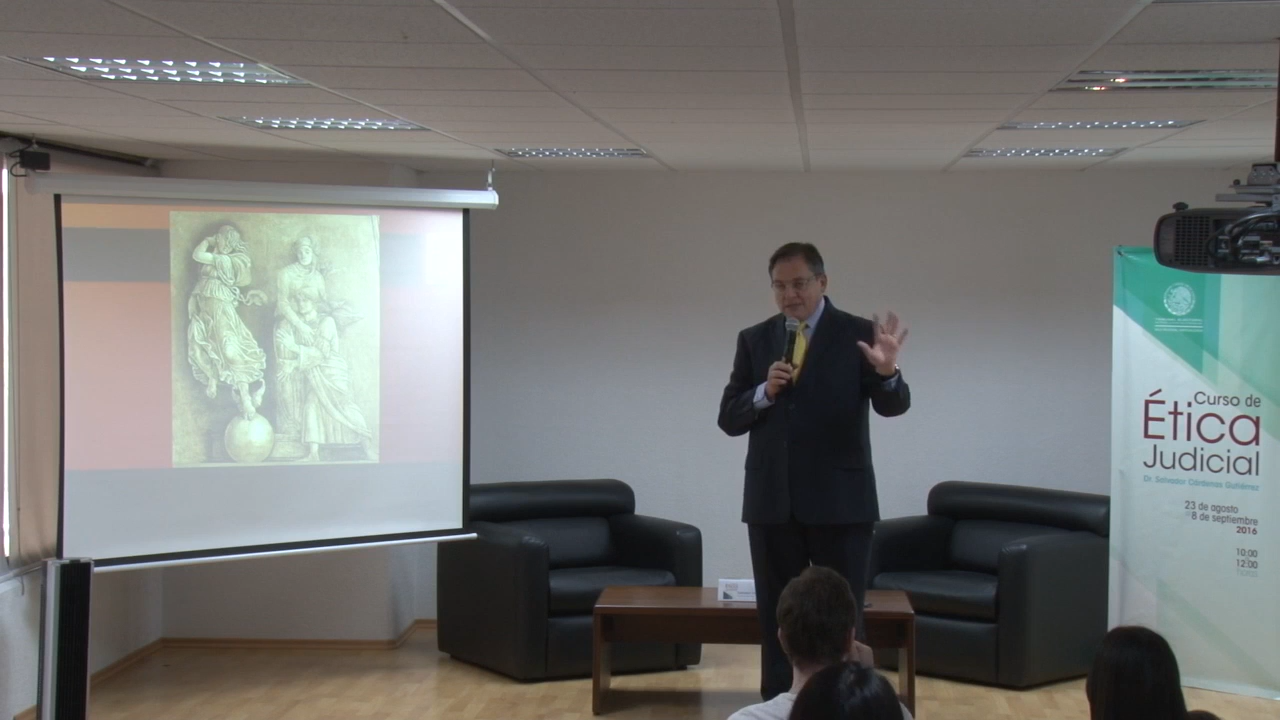 Curso de
Ética
Judicial
Dr. Salvador Cárdenas Gutiérrez
23 de agosto
8 de septiembre
2016
10:00
12:00